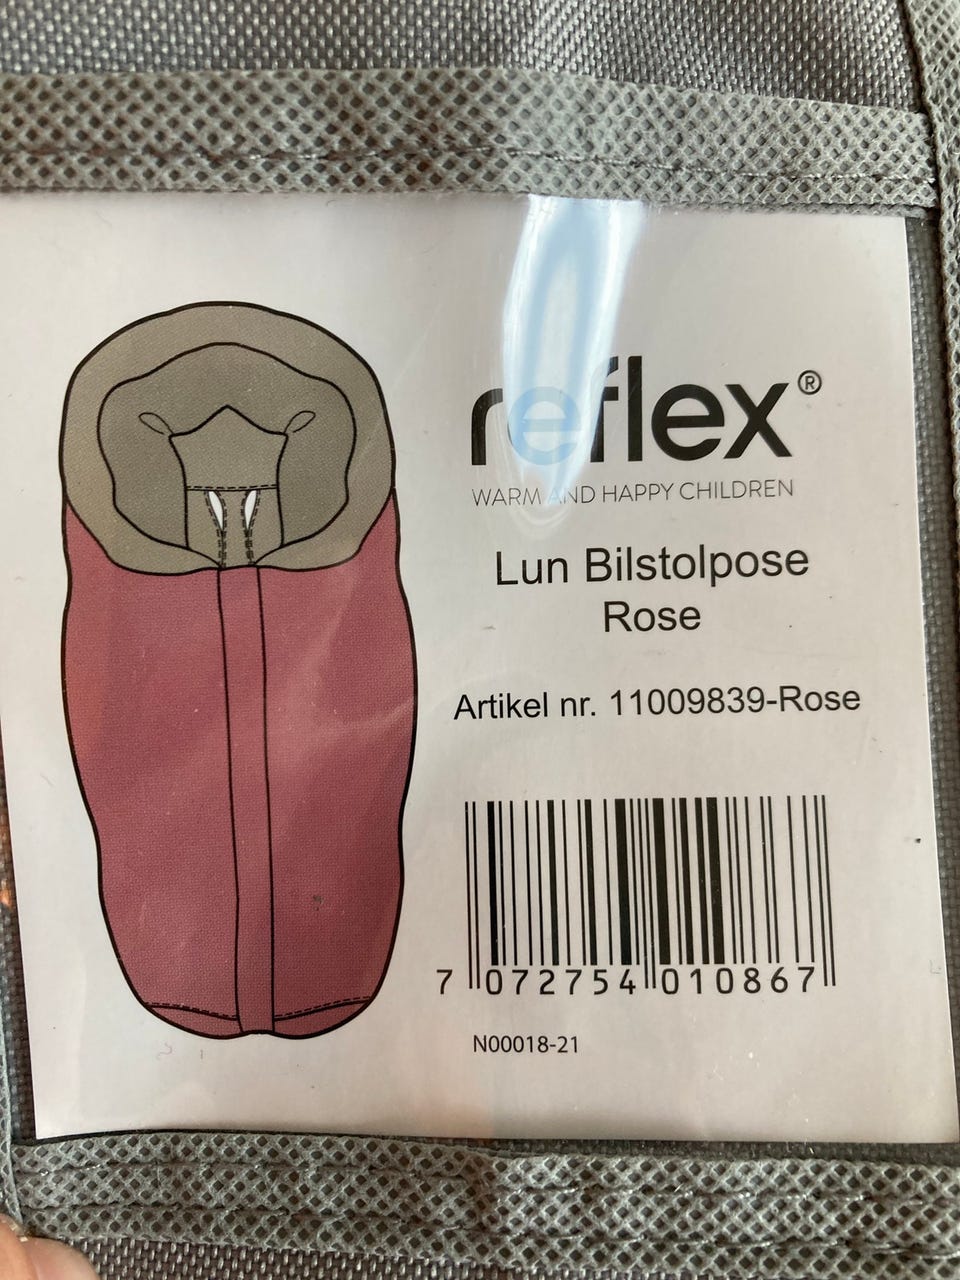 reflex®
WARM AND HAPPY CHILDREN
Lun Bilstolpose
Rose
Artikel nr. 11009839-Rose
7 072754 010867
N00018-21